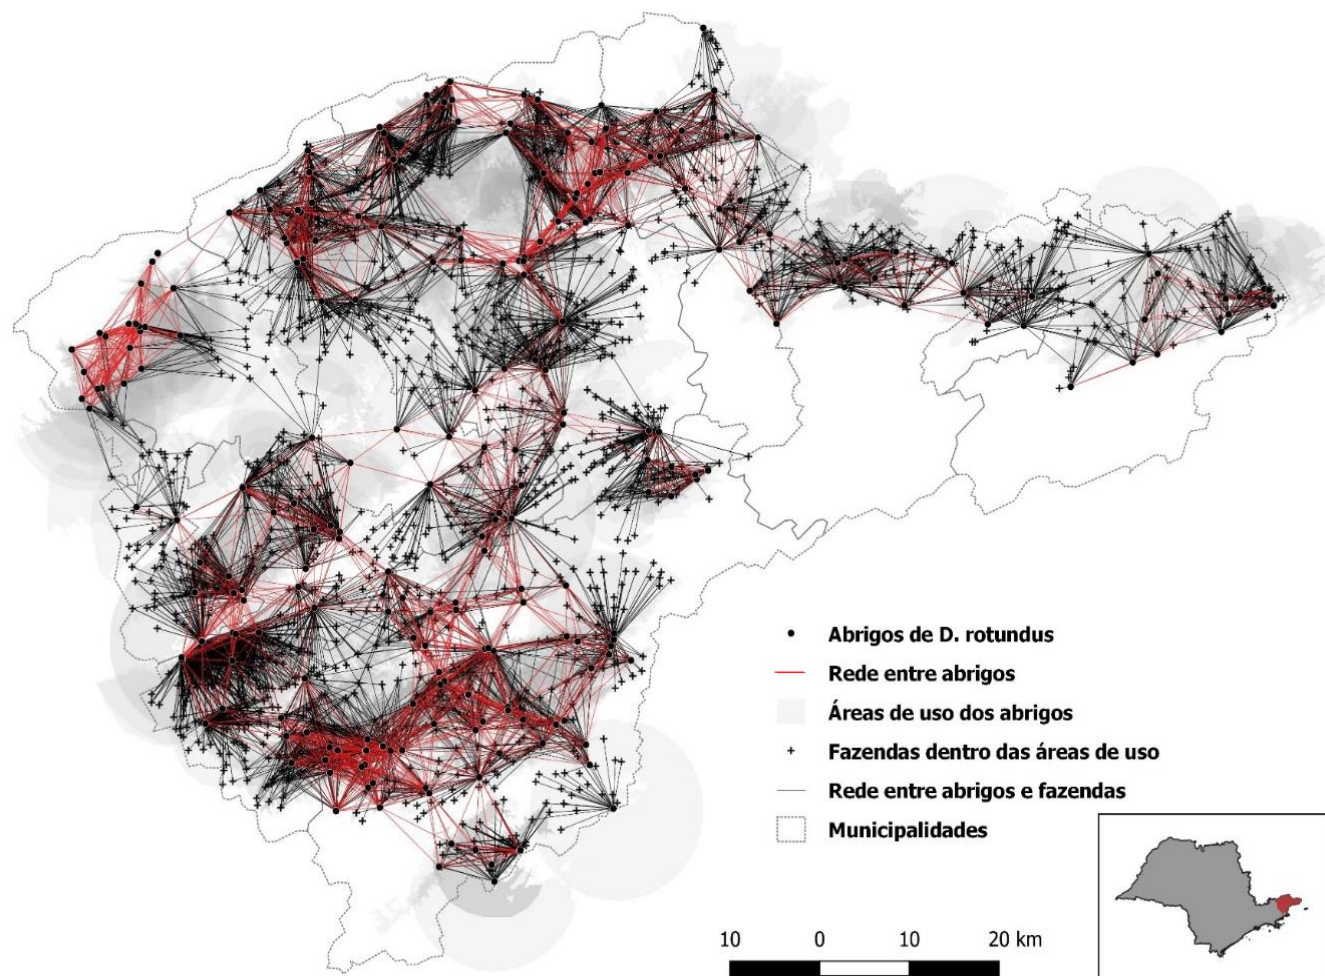 Abrigos de D. rotundus
Rede entre abrigos
Áreas de uso dos abrigos
Fazendas dentro das áreas de uso
Rede entre abrigos e fazendas
Municipalidades
10 0 10 20 km